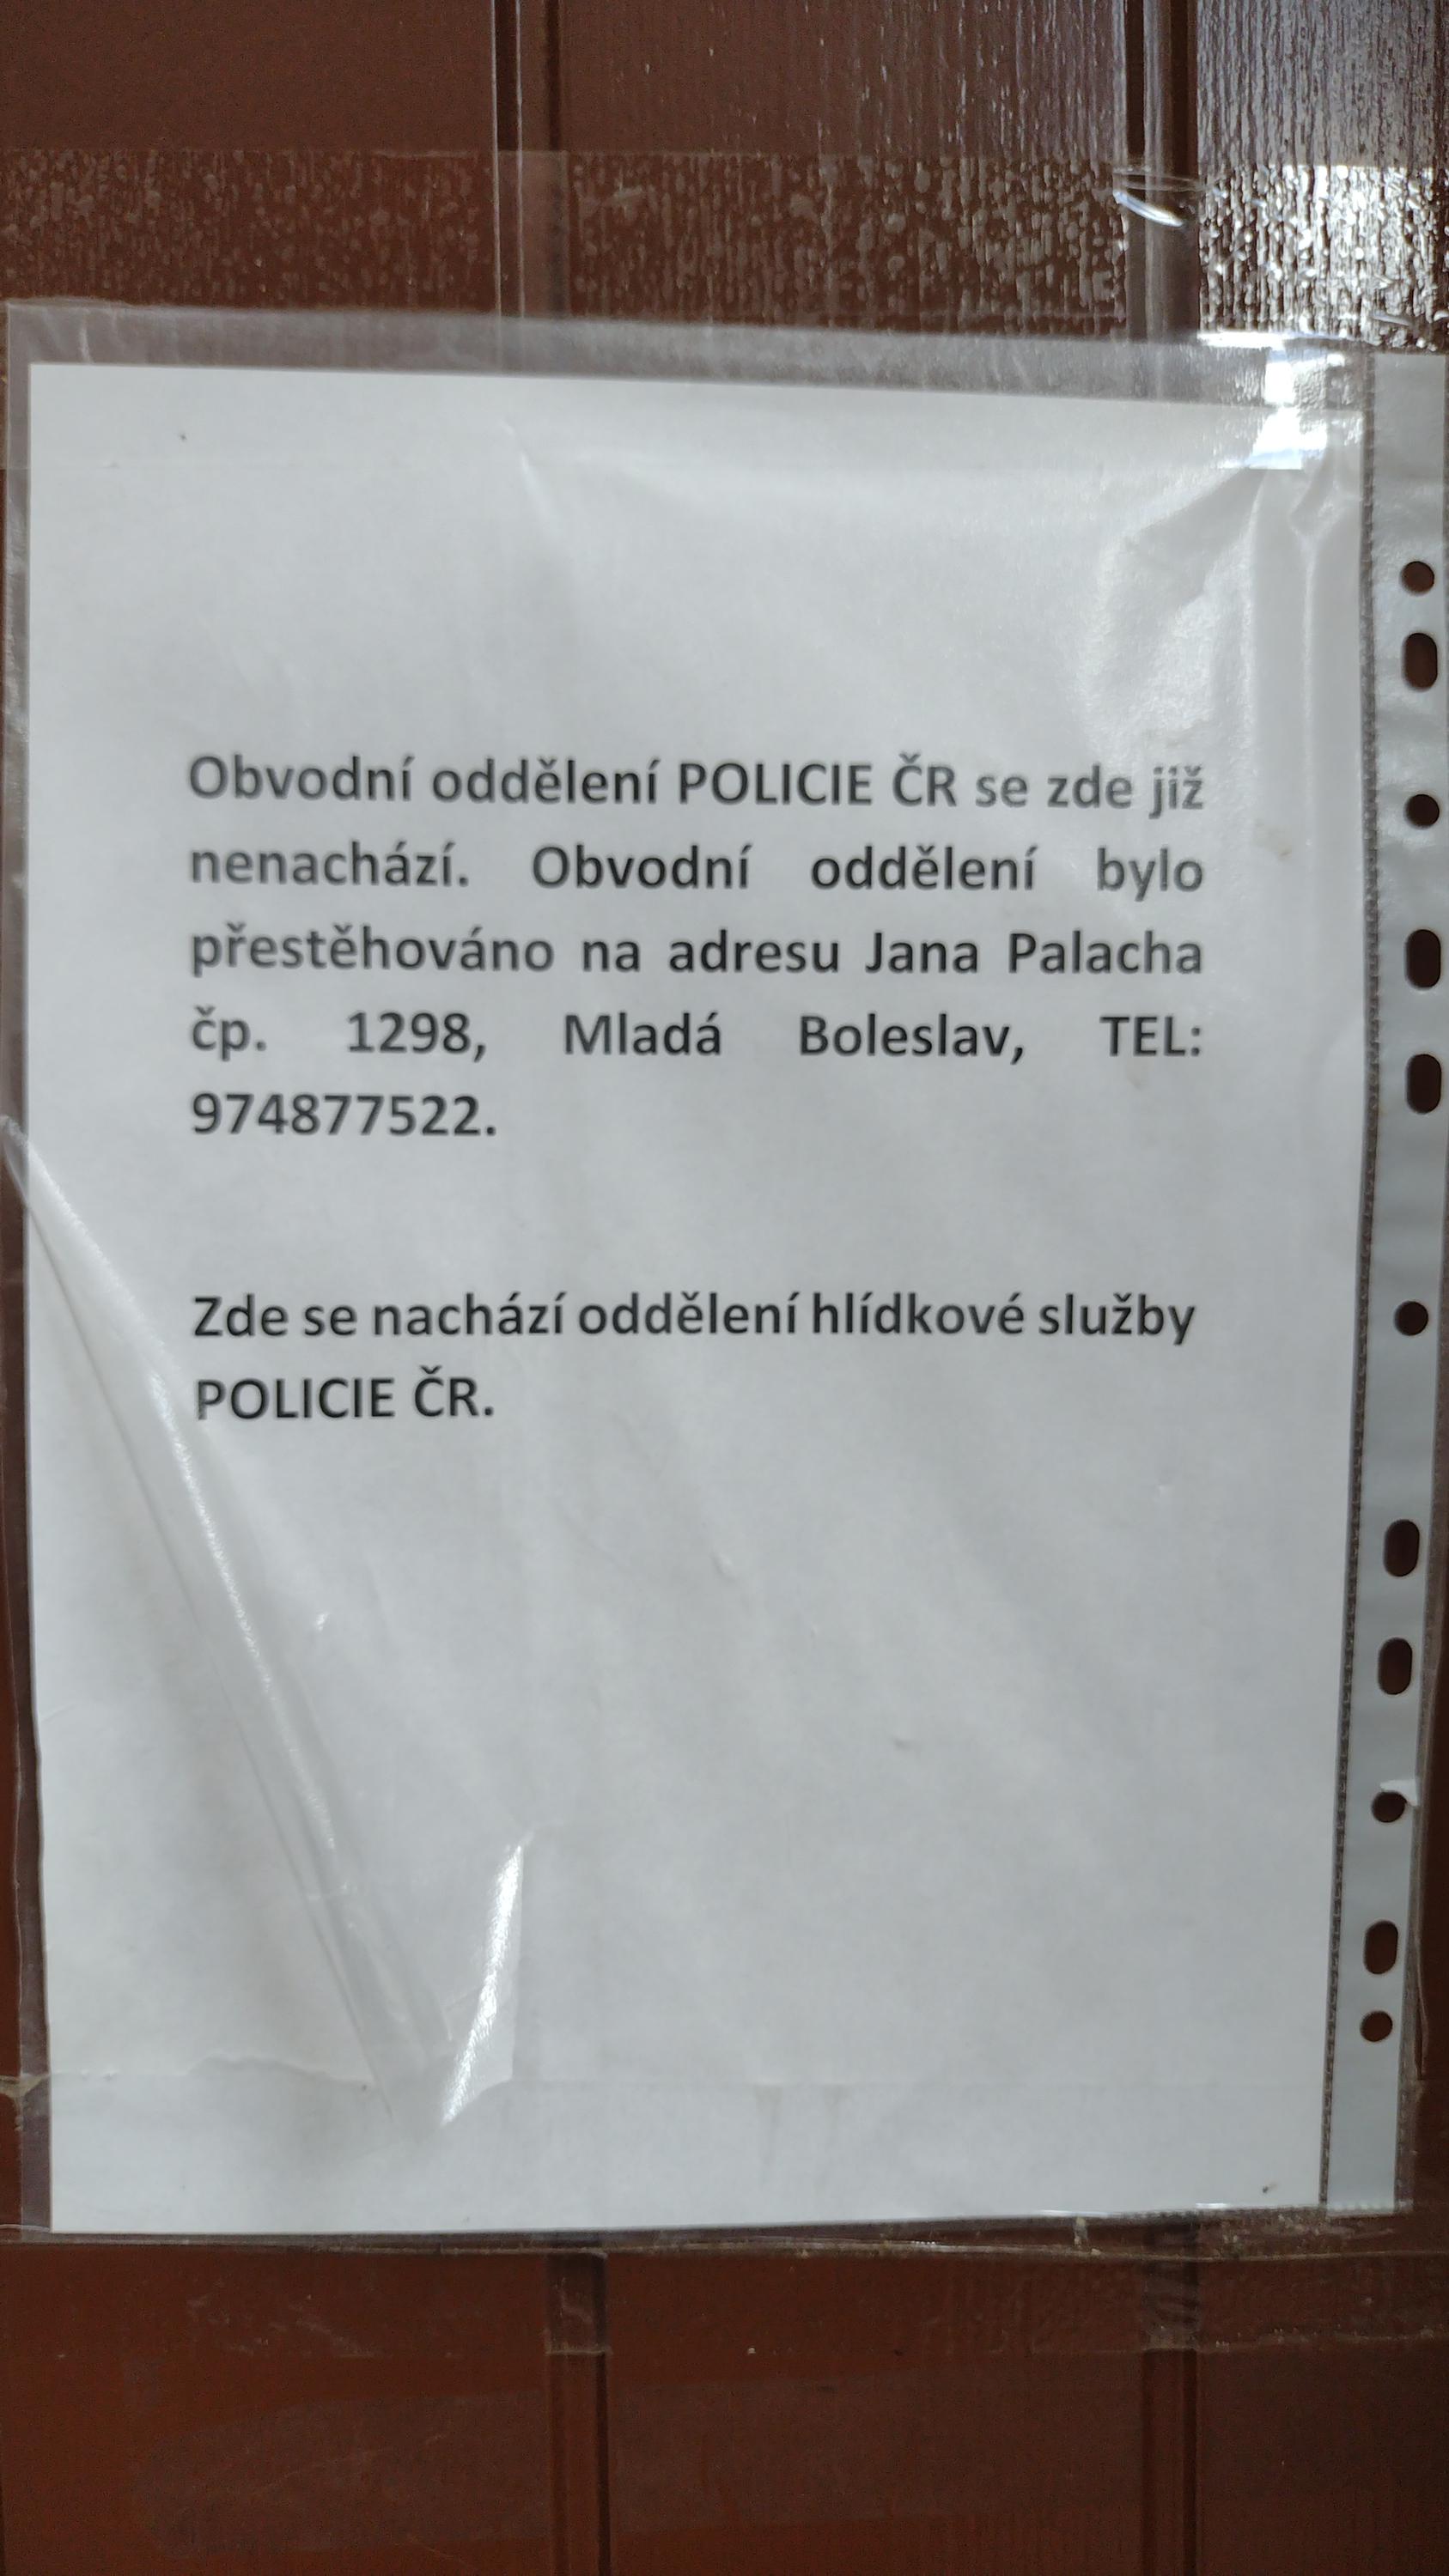 Obvodní oddělení POLICIE ČR se zde již
nenachází. Obvodní oddělení bylo
přestěhováno na adresu Jana Palacha
čp. 1298, Mladá Boleslav, TEL:
974877522.
Zde se nachází oddělení hlídkové služby
POLICIE ČR.